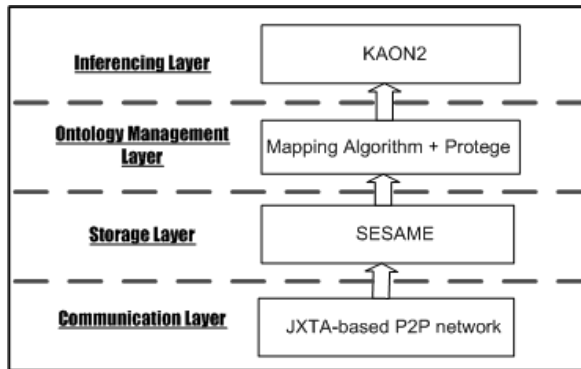 Inferencing Layer
KAON2
Ontology Management
Layer
Mapping Algorithm + Protege
Storage Layer
SESAME
Communication Layer
JXTA-based P2P network